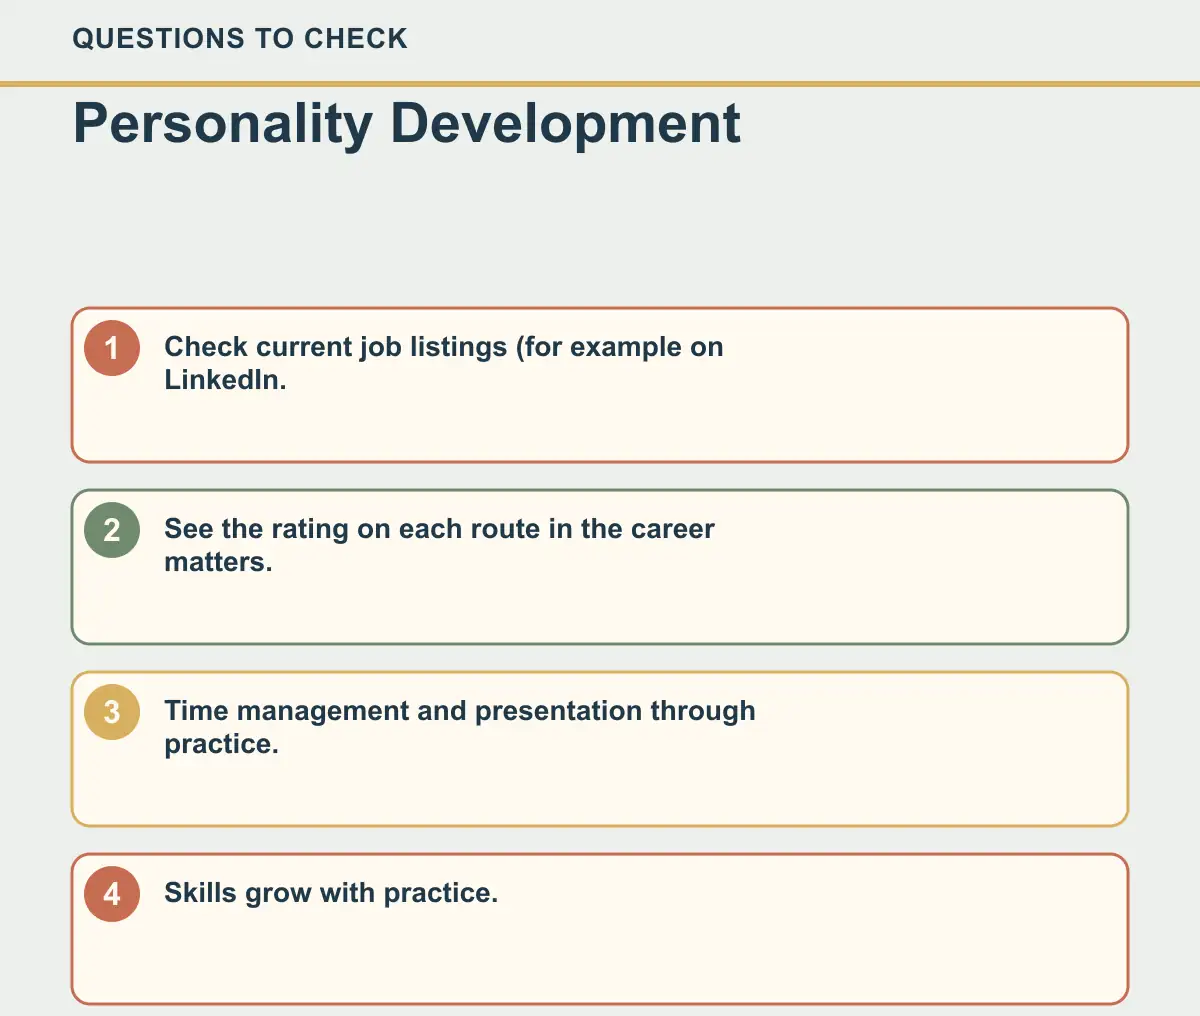 QUESTIONS TO CHECK
Personality Development
1
Check current job listings (for example on
LinkedIn.
2
See the rating on each route in the career
matters.
3
Time management and presentation through
practice.
4
Skills grow with practice.